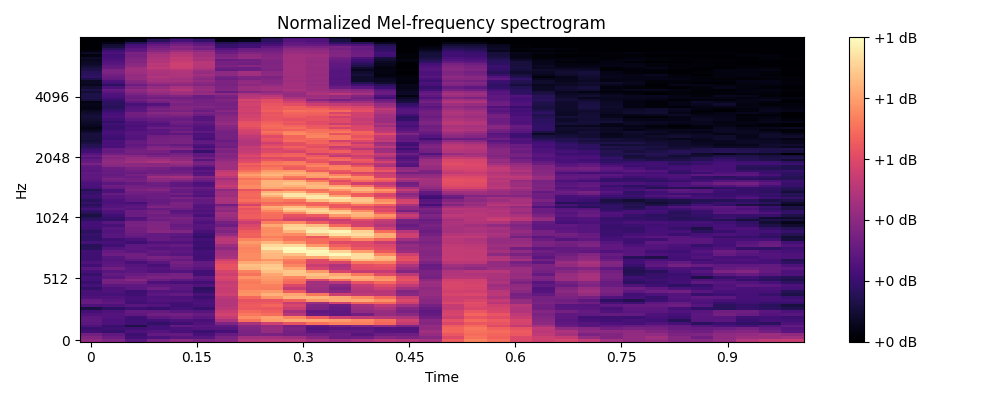 Normalized Mel-frequency spectrogram
Hz
4096
2048
1024
512
0
0 0.15 0.3 0.45 0.6 0.75 0.9
Time
+1 dB
+1 dB
+1 dB
+0 dB
+0 dB
+0 dB